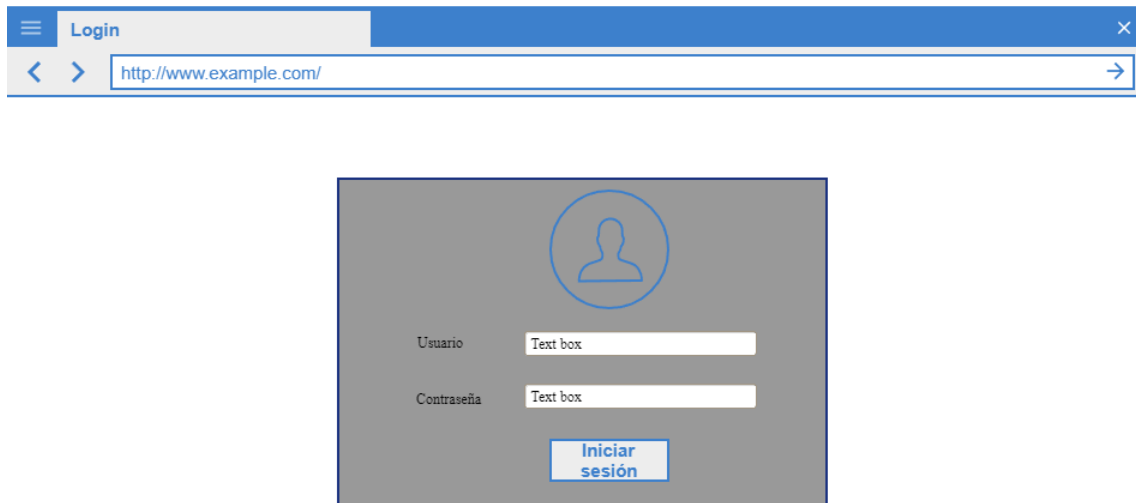 Login
http://www.example.com/
Usuario
Text box
Contraseña
Text box
Iniciar
sesión